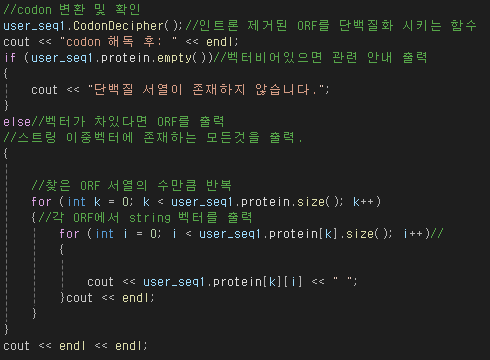 //codon 변환 및 확인
user_seq1.CodonDecipher();//인트론 제거된 ORF를 단백질화 시키는 함수
cout << "codon 해독 후: " << endl;
if (user_seq1.protein.empty())//벡터비어있으면 관련 안내 출력
{
cout << "단백질 서열이 존재하지 않습니다.";
}
else//벡터가 차있다면 ORF를 출력
//스트링 이중벡터에 존재하는 모든것을 출력.
{
//찾은 ORF 서열의 수만큼 반복
for (int k = 0; k < user_seq1.protein.size(); k++)
{//각 ORF에서 string 벡터를 출력
for (int i = 0; i < user_seq1.protein[k].size(); i++)//
{
cout << user_seq1.protein[k][i] << " ";
}cout << endl;
}
}
cout << endl << endl;